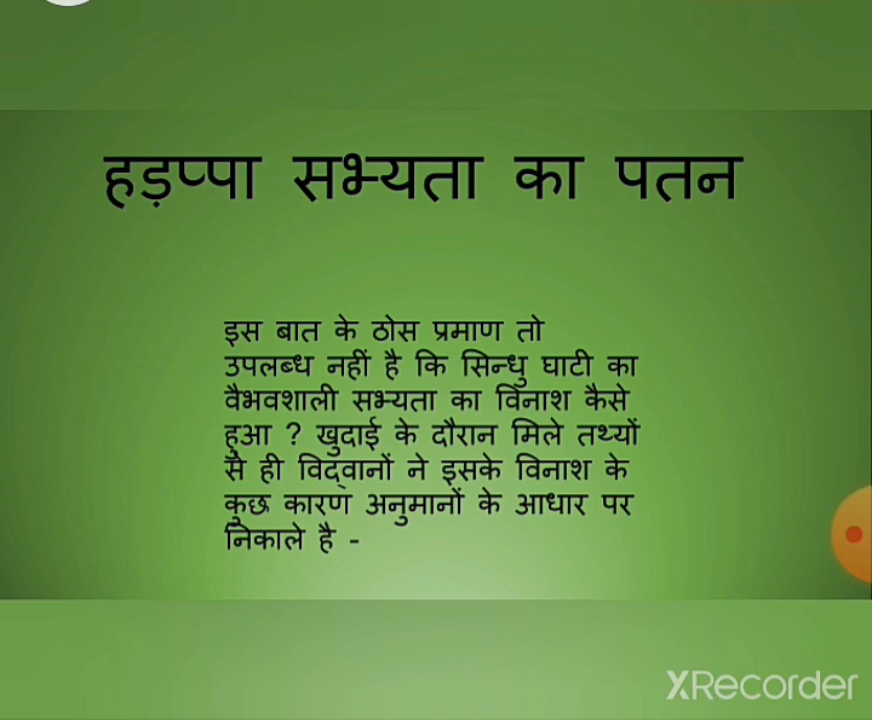 हड़प्पा सभ्यता का पतन
इस बात के ठोस प्रमाण तो
उपलब्ध नहीं है कि सिन्धु घाटी का
वैभवशाली सभ्यता का विनाश कैसे
हुआ ? खुदाई के दौरान मिले तथ्यों
से ही विद्वानों ने इसके विनाश के
कुछ कारण अनुमानों के आधार पर
निकाले है -
XRecorder